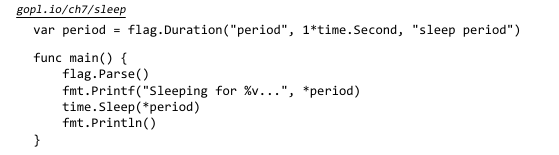 gopl.io/ch7/sleep
var period = flag.Duration("period", 1*time.Second, "sleep period")
func main() {
flag.Parse()
fmt.Printf("Sleeping for %v...", *period)
time.Sleep(*period)
fmt.Println()
}